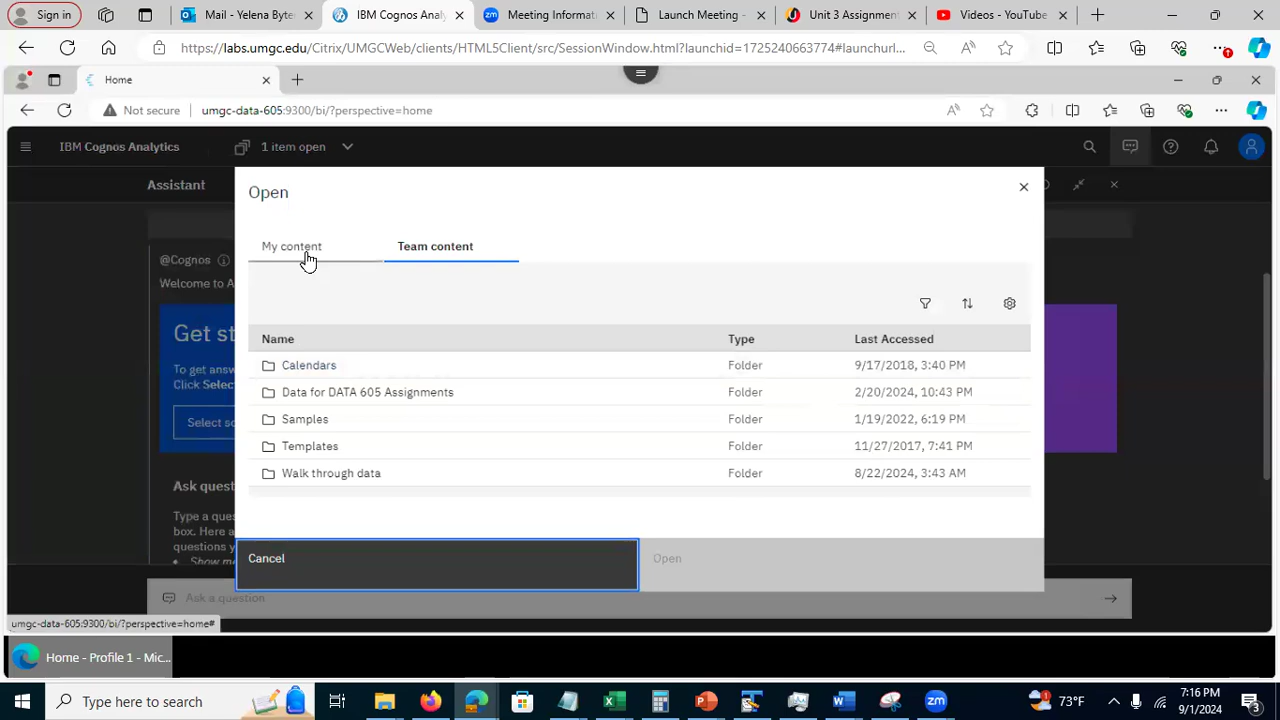 Sign in
Mail - Yelena Byter
IBM Cognos Analy
Meeting Informat
Launch Meeting -
Unit 3 Assignment
Videos - YouTube
https://labs.umgc.edu/Citrix/UMGCWeb/clients/HTML5Client/src/SessionWindow.html?launchid=1725240663774#launchurl...
Home
Not secure
umgc-data-605:9300/bi/?perspective=home
IBM Cognos Analytics
1 item open
Assistant
Open
My content
Team content
@Cognos
Welcome to A
Get st
To get answe
Click Selec
Select so
Name
Type
Last Accessed
Calendars
Folder
9/17/2018, 3:40 PM
Data for DATA 605 Assignments
Folder
2/20/2024, 10:43 PM
Samples
Folder
1/19/2022, 6:19 PM
Templates
Folder
11/27/2017, 7:41 PM
Walk through data
Folder
8/22/2024, 3:43 AM
Ask quest
Type a que
box. Here a
questions y
Show me
Cancel
Open
Ask a question
umgc-data-605:9300/bi/?perspective=home#
Home - Profile 1 - Mic...
Type here to search
73°F
7:16 PM
9/1/2024
3